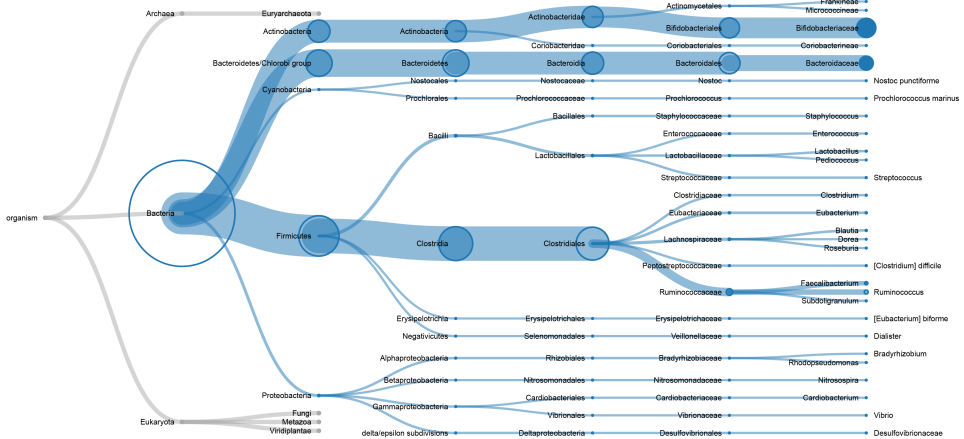 Frankineae
Actinomycetales
Micrococcineae
Archaea
Euryarchaeota
Actinobacteridae
Actinobacteria
Actinobacteria
Bifidobacteriales
Bifidobacteriaceae
Coriobacteridae
Coriobacteriales
Coriobacterineae
Bacteroidetes/Chlorobi group
Bacteroidetes
Bacteroidia
Bacteroidales
Bacteroidaceae
Nostocales
Nostocaceae
Nostoc
Nostoc punctiforme
Cyanobacteria
Prochlorales
Prochlorococcaceae
Prochlorococcus
Prochlorococcus marinus
Bacillales
Staphylococcaceae
Staphylococcus
Bacilli
Enterococcaceae
Enterococcus
Lactobacillales
Lactobacillaceae
Lactobacillus
Pediococcus
Streptococcaceae
Streptococcus
Clostridiaceae
Clostridium
organism
Bacteria
Eubacteriaceae
Eubacterium
Firmicutes
Clostridia
Clostridiales
Lachnospiraceae
Blautia
Dorea
Roseburia
Peptostreptococcaceae
[Clostridium] difficile
Ruminococcaceae
Faecalibacterium
Ruminococcus
Subdoligranulum
Erysipelotrichia
Erysipelotrichales
Erysipelotrichaceae
[Eubacterium] biforme
Negativicutes
Selenomonadales
Veillonellaceae
Dialister
Alphaproteobacteria
Rhizobiales
Bradyrhizobiaceae
Bradyrhizobium
Rhodopseudomonas
Betaproteobacteria
Nitrosomonadales
Nitrosomonadaceae
Nitrosospira
Proteobacteria
Gammaproteobacteria
Cardiobacteriales
Cardiobacteriaceae
Cardiobacterium
Vibrionales
Vibrionaceae
Vibrio
Eukaryota
Fungi
Metazoa
Viridiplantae
delta/epsilon subdivisions
Deltaproteobacteria
Desulfovibrionales
Desulfovibrionaceae